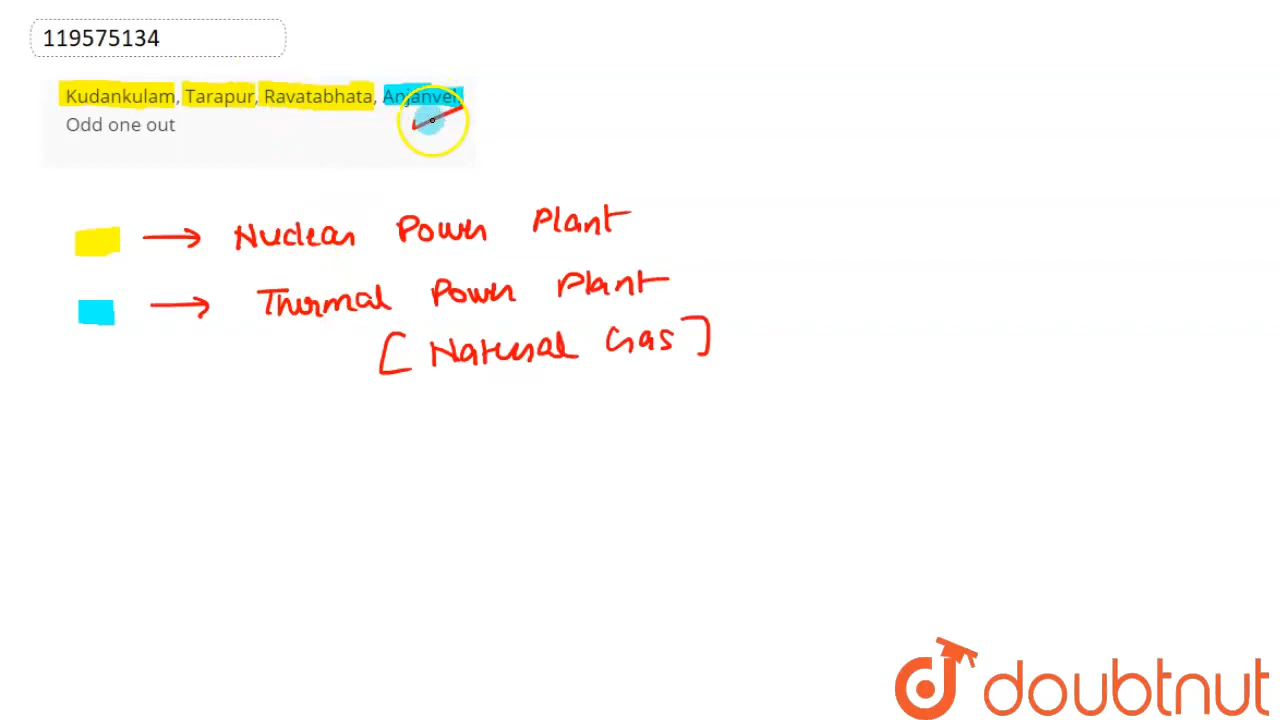 119575134
Kudankulam, Tarapur, Ravatabhata, Anjanvel.
Odd one out
→ Nuclear Power Plant
→ Thermal Power Plant
[Natural Gas]
doubtnut